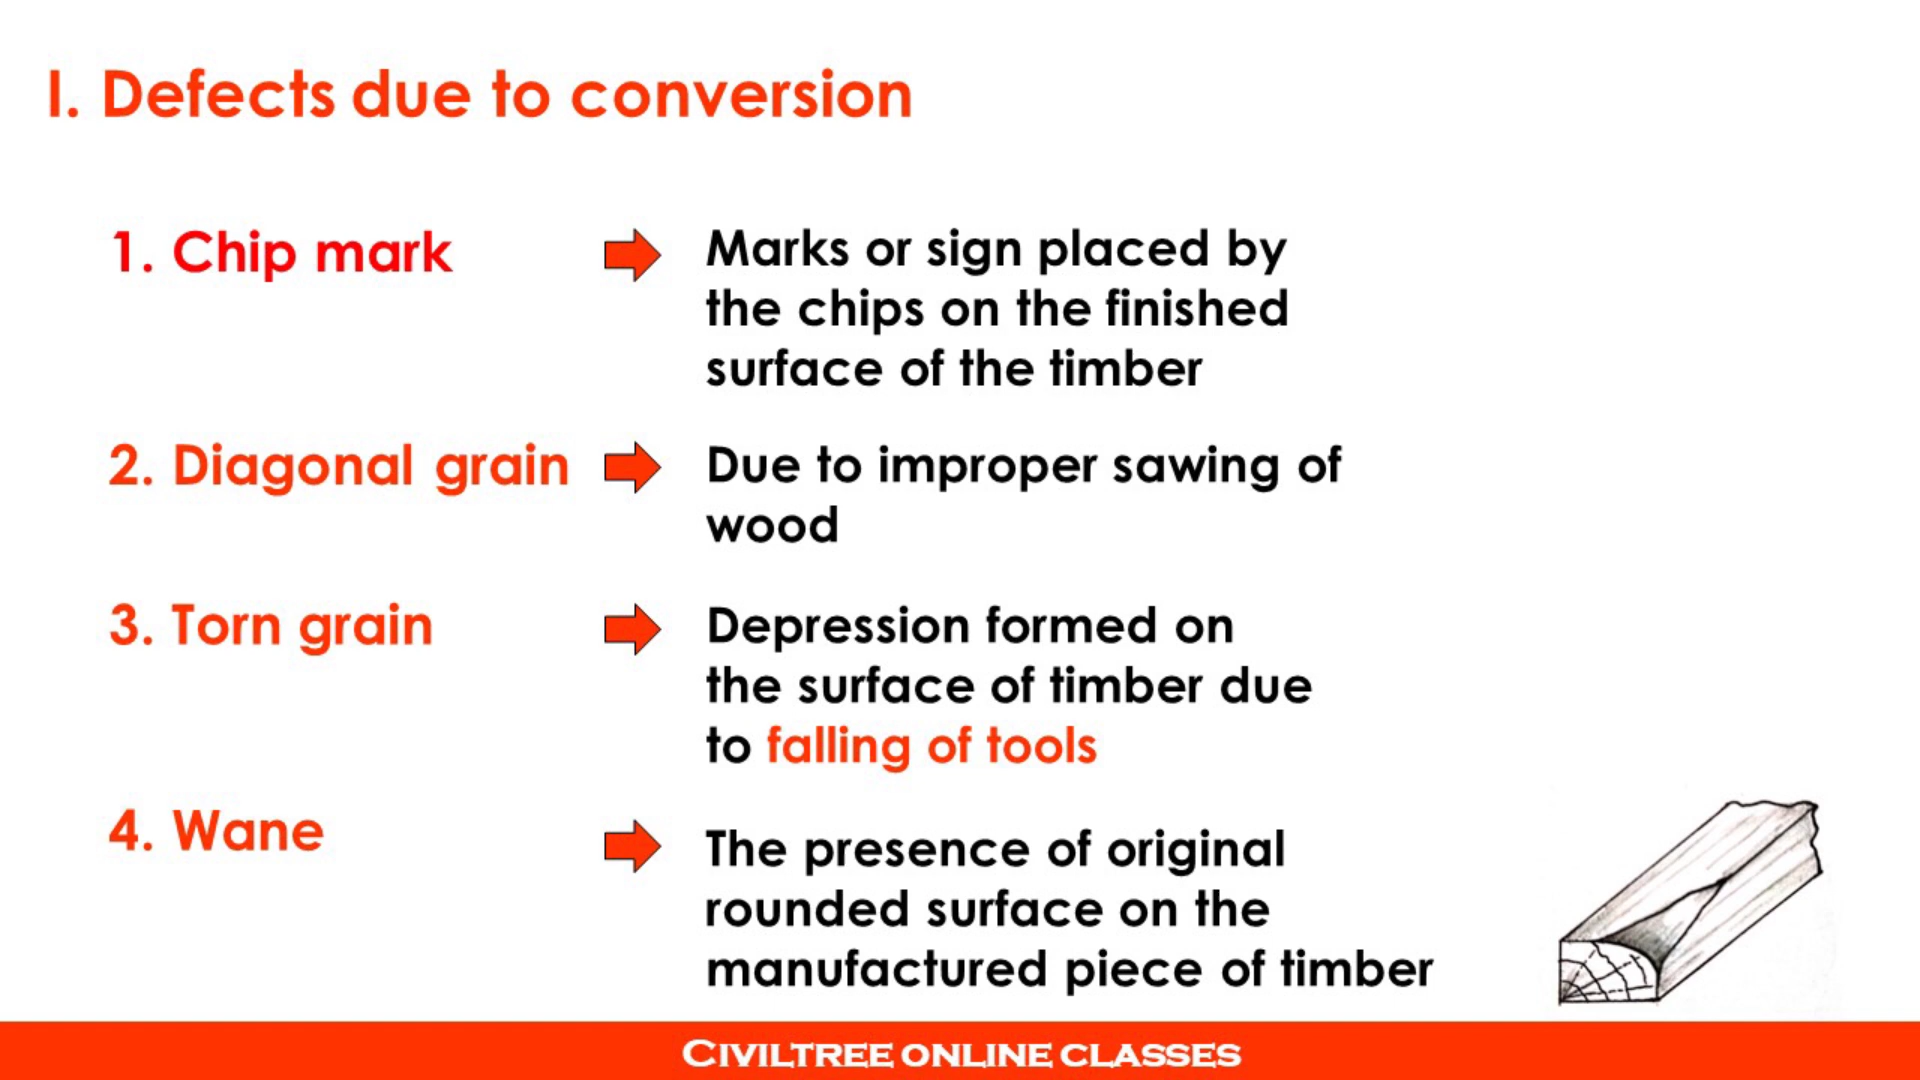 I. Defects due to conversion
1. Chip mark
Marks or sign placed by
the chips on the finished
surface of the timber
2. Diagonal grain
Due to improper sawing of
wood
3. Torn grain
Depression formed on
the surface of timber due
to falling of tools
4. Wane
The presence of original
rounded surface on the
manufactured piece of timber
CIVILTREE ONLINE CLASSES